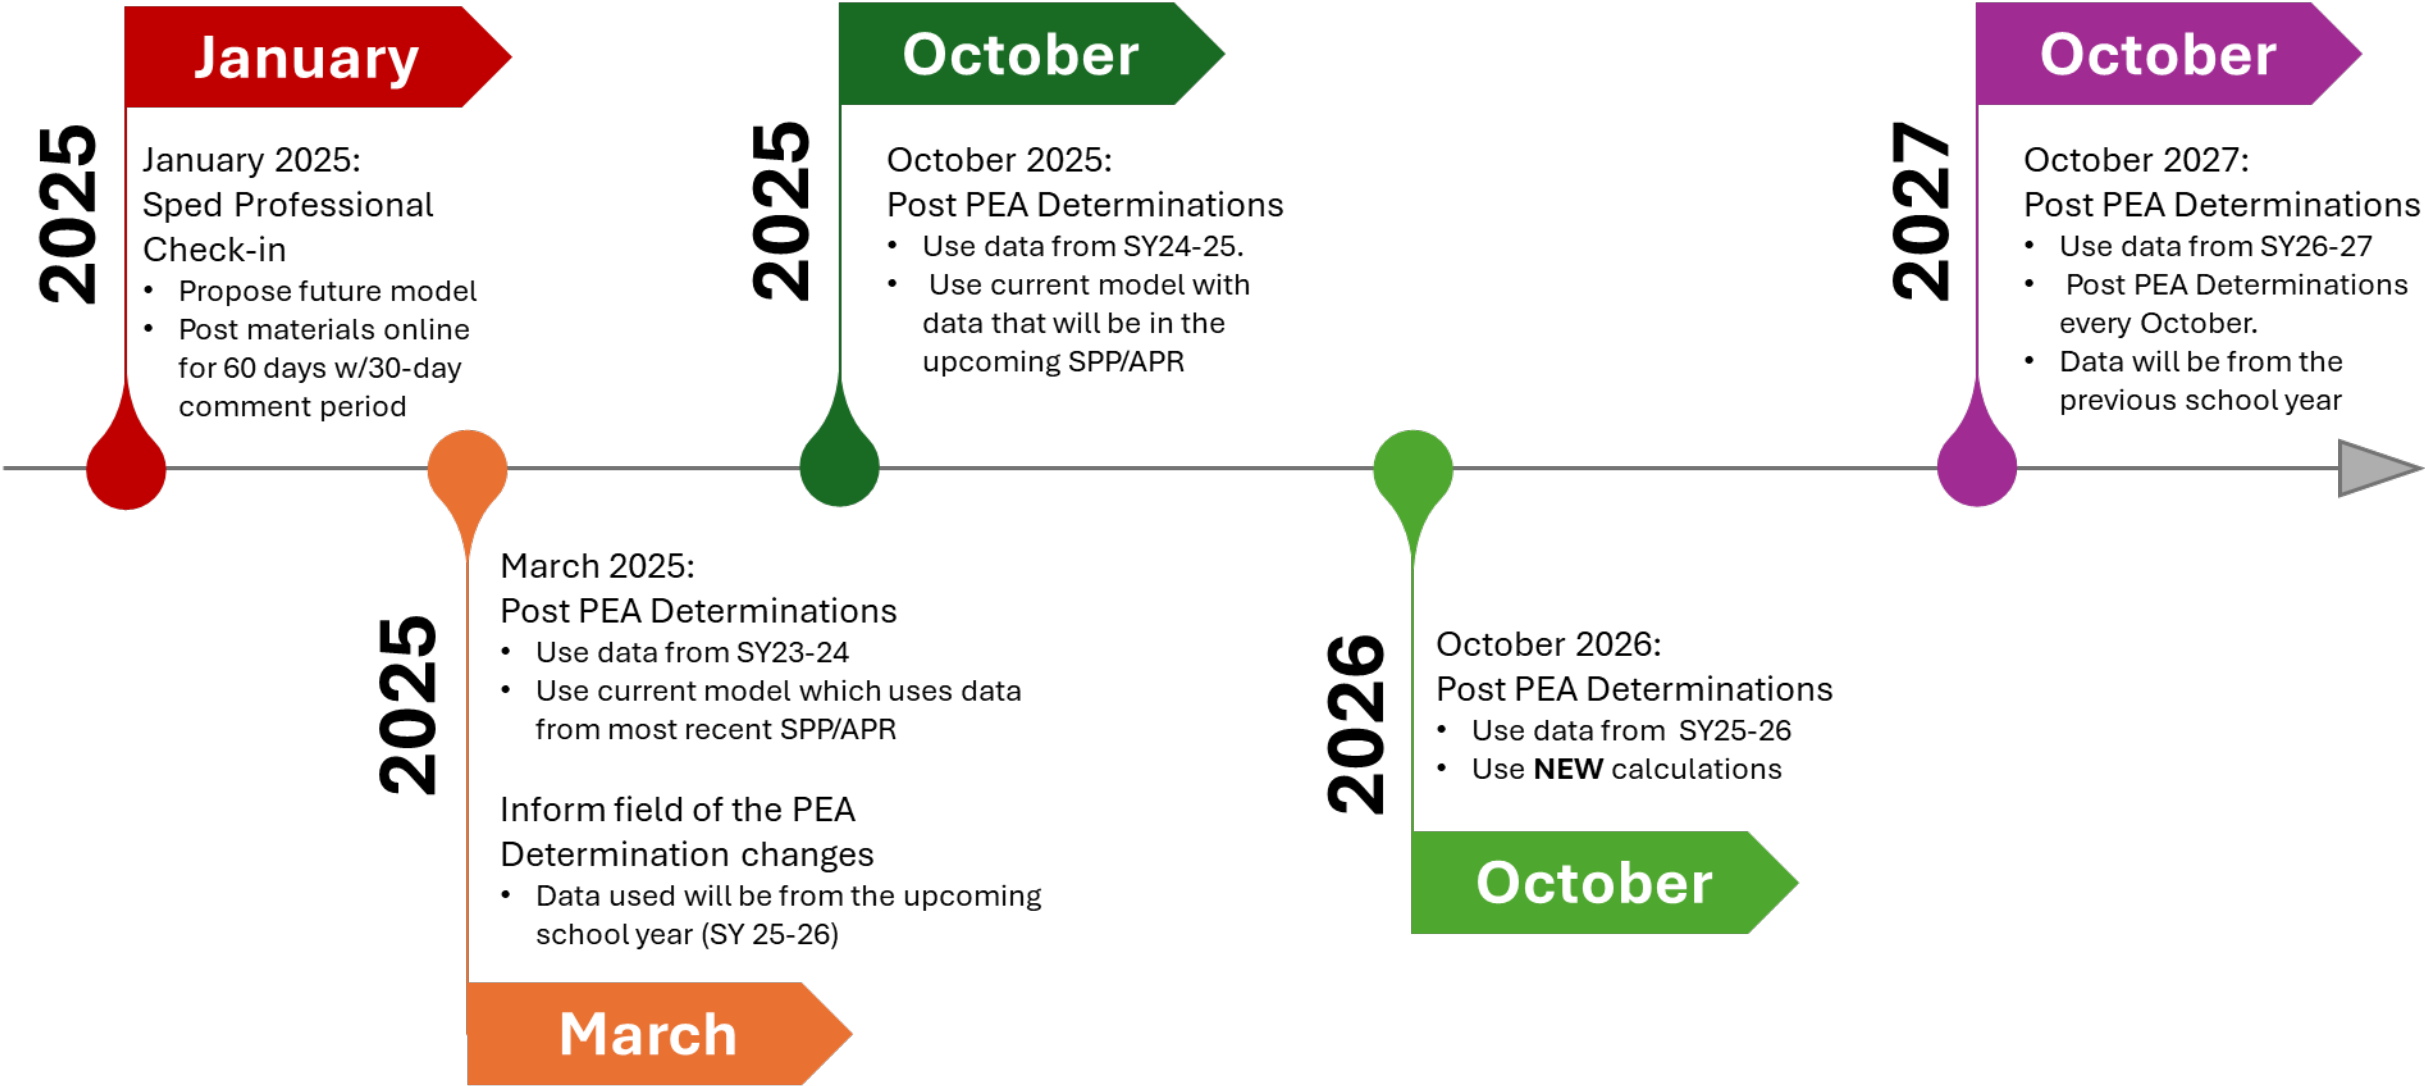 January
2025
January 2025:
Sped Professional
Check-in
• Propose future model
• Post materials online
for 60 days w/30-day
comment period
2025
March 2025:
Post PEA Determinations
• Use data from SY23-24
• Use current model which uses data
from most recent SPP/APR
Inform field of the PEA
Determination changes
• Data used will be from the upcoming
school year (SY 25-26)
March
October
2025
October 2025:
Post PEA Determinations
• Use data from SY24-25.
• Use current model with
data that will be in the
upcoming SPP/APR
2026
October 2026:
Post PEA Determinations
• Use data from SY25-26
• Use NEW calculations
October
October
2027
October 2027:
Post PEA Determinations
• Use data from SY26-27
• Post PEA Determinations
every October.
• Data will be from the
previous school year